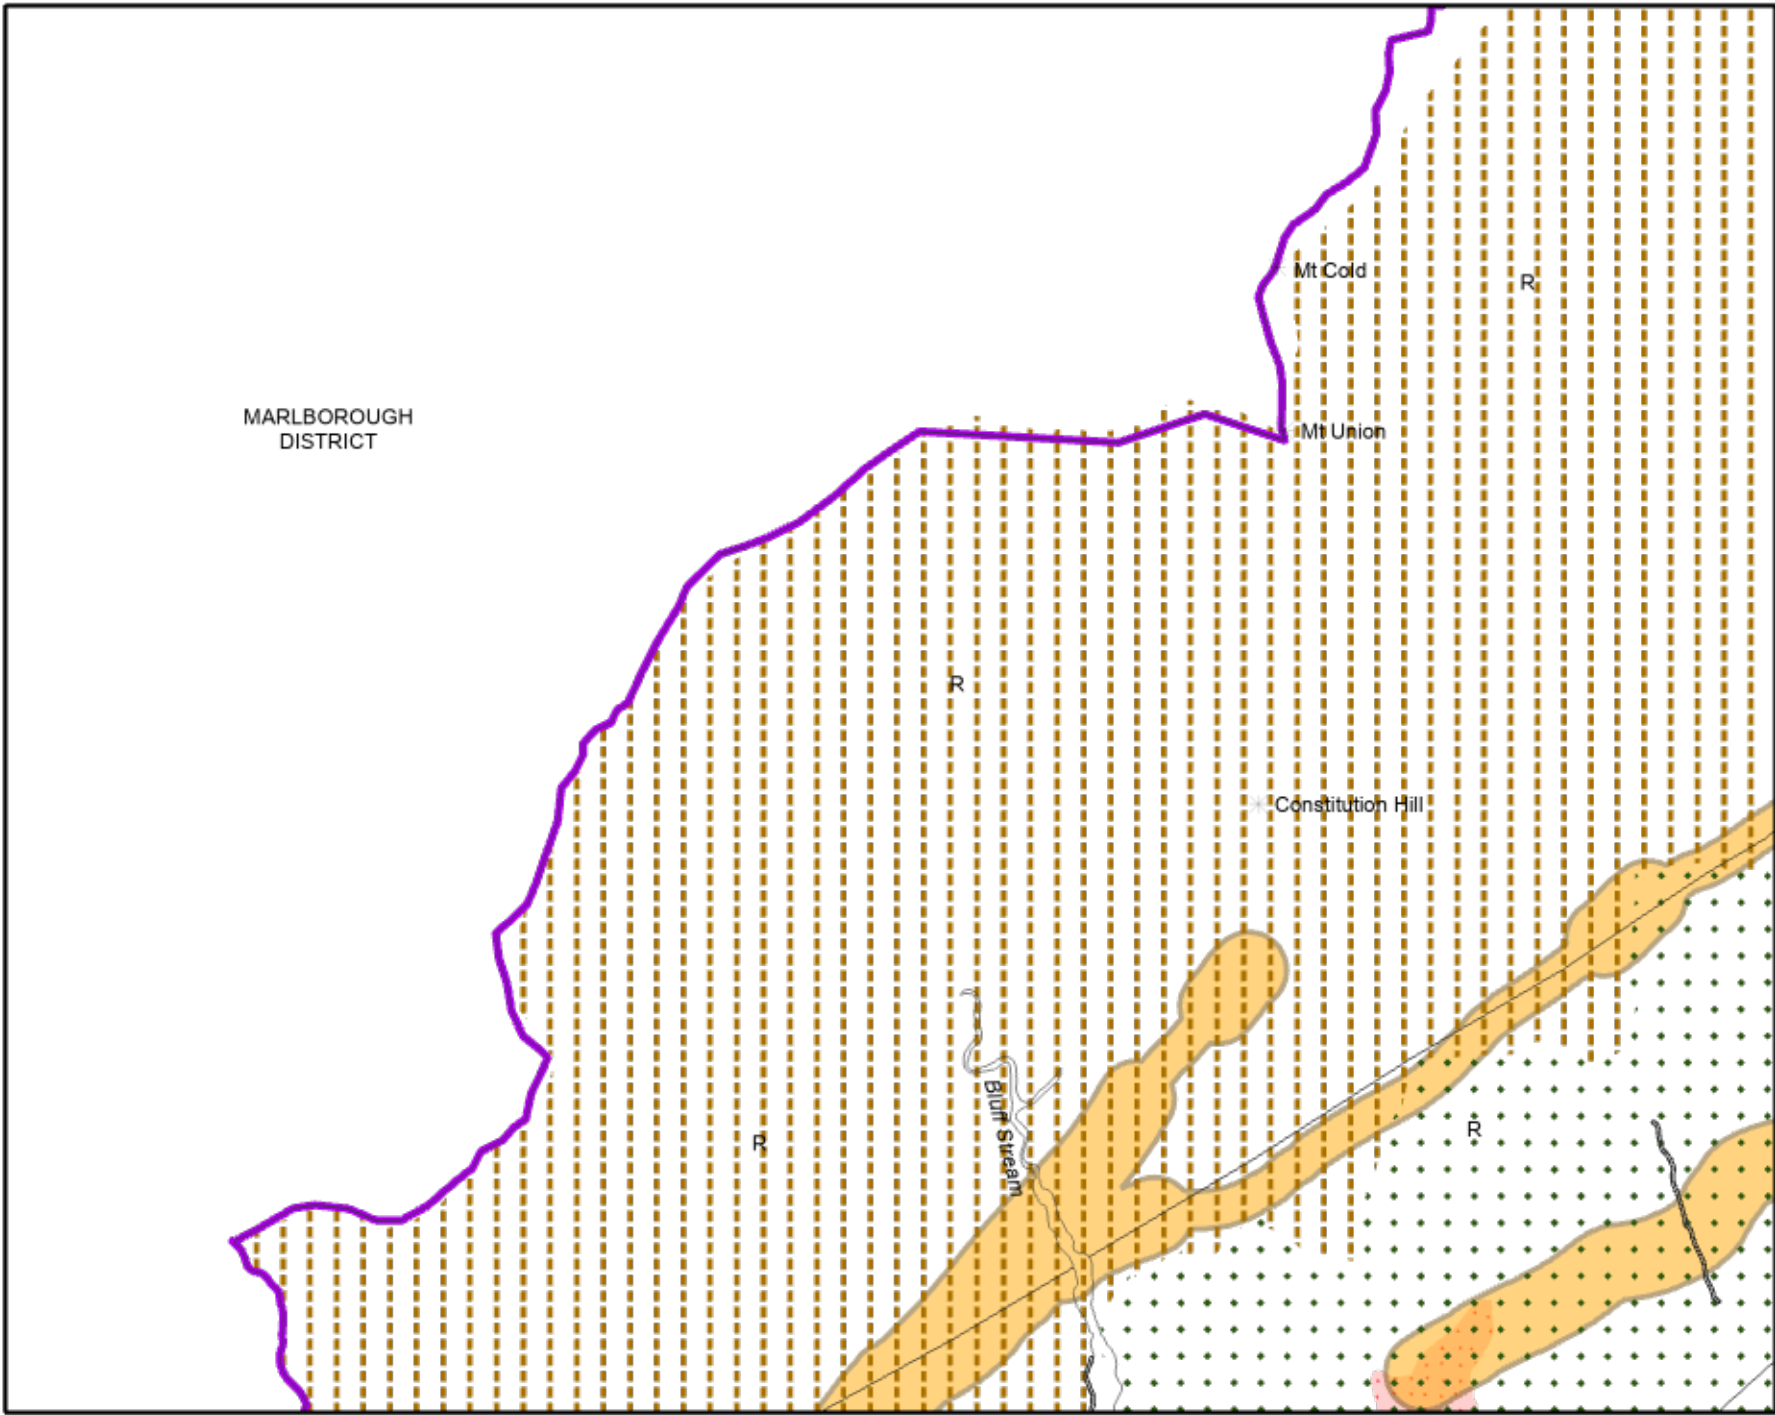 Mt Cold
R
MARLBOROUGH
DISTRICT
Mt Union
R
Constitution Hill
Bluff Stream
R
R